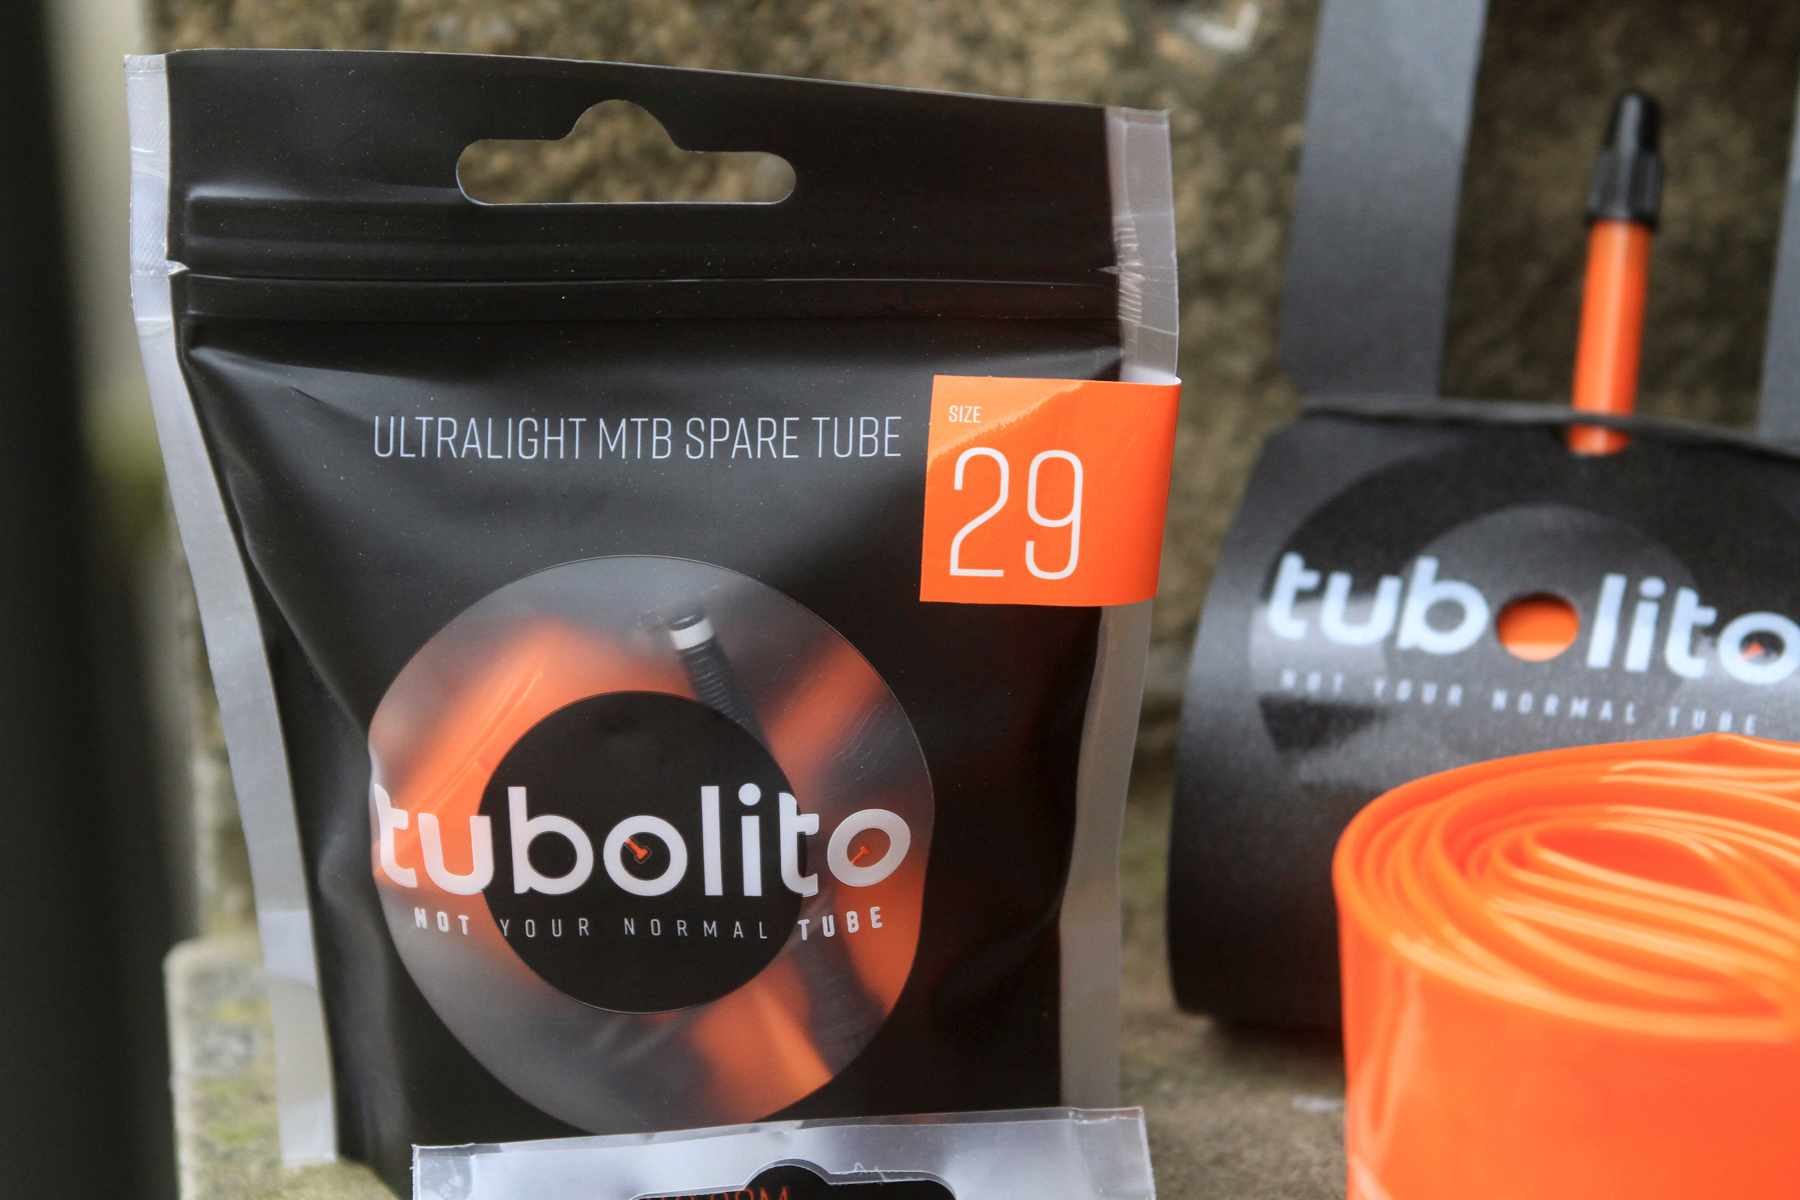 ULTRALIGHT MTB SPARE TUBE
SIZE
29
tubolito
NOT YOUR NORMAL TUBE
tubolito
NOT YOUR NORMAL TUBE